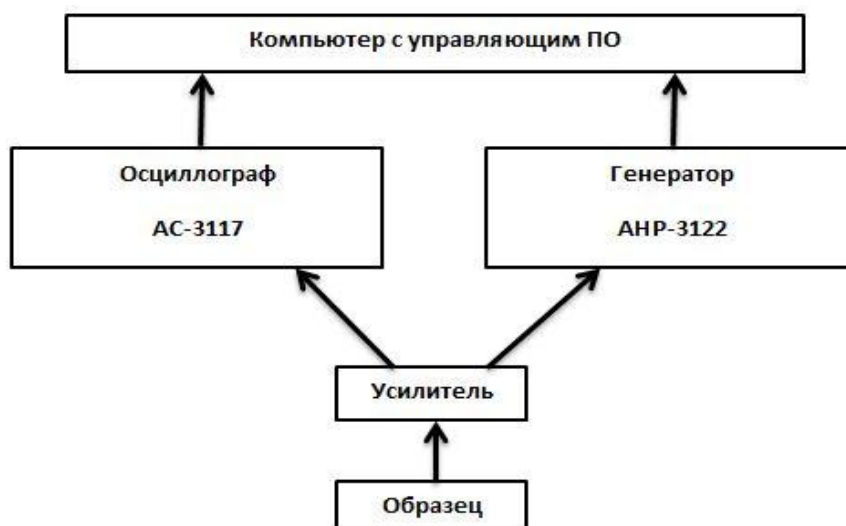 Компьютер с управляющим ПО
Осциллограф
АС-3117
Генератор
АНР-3122
Усилитель
Образец